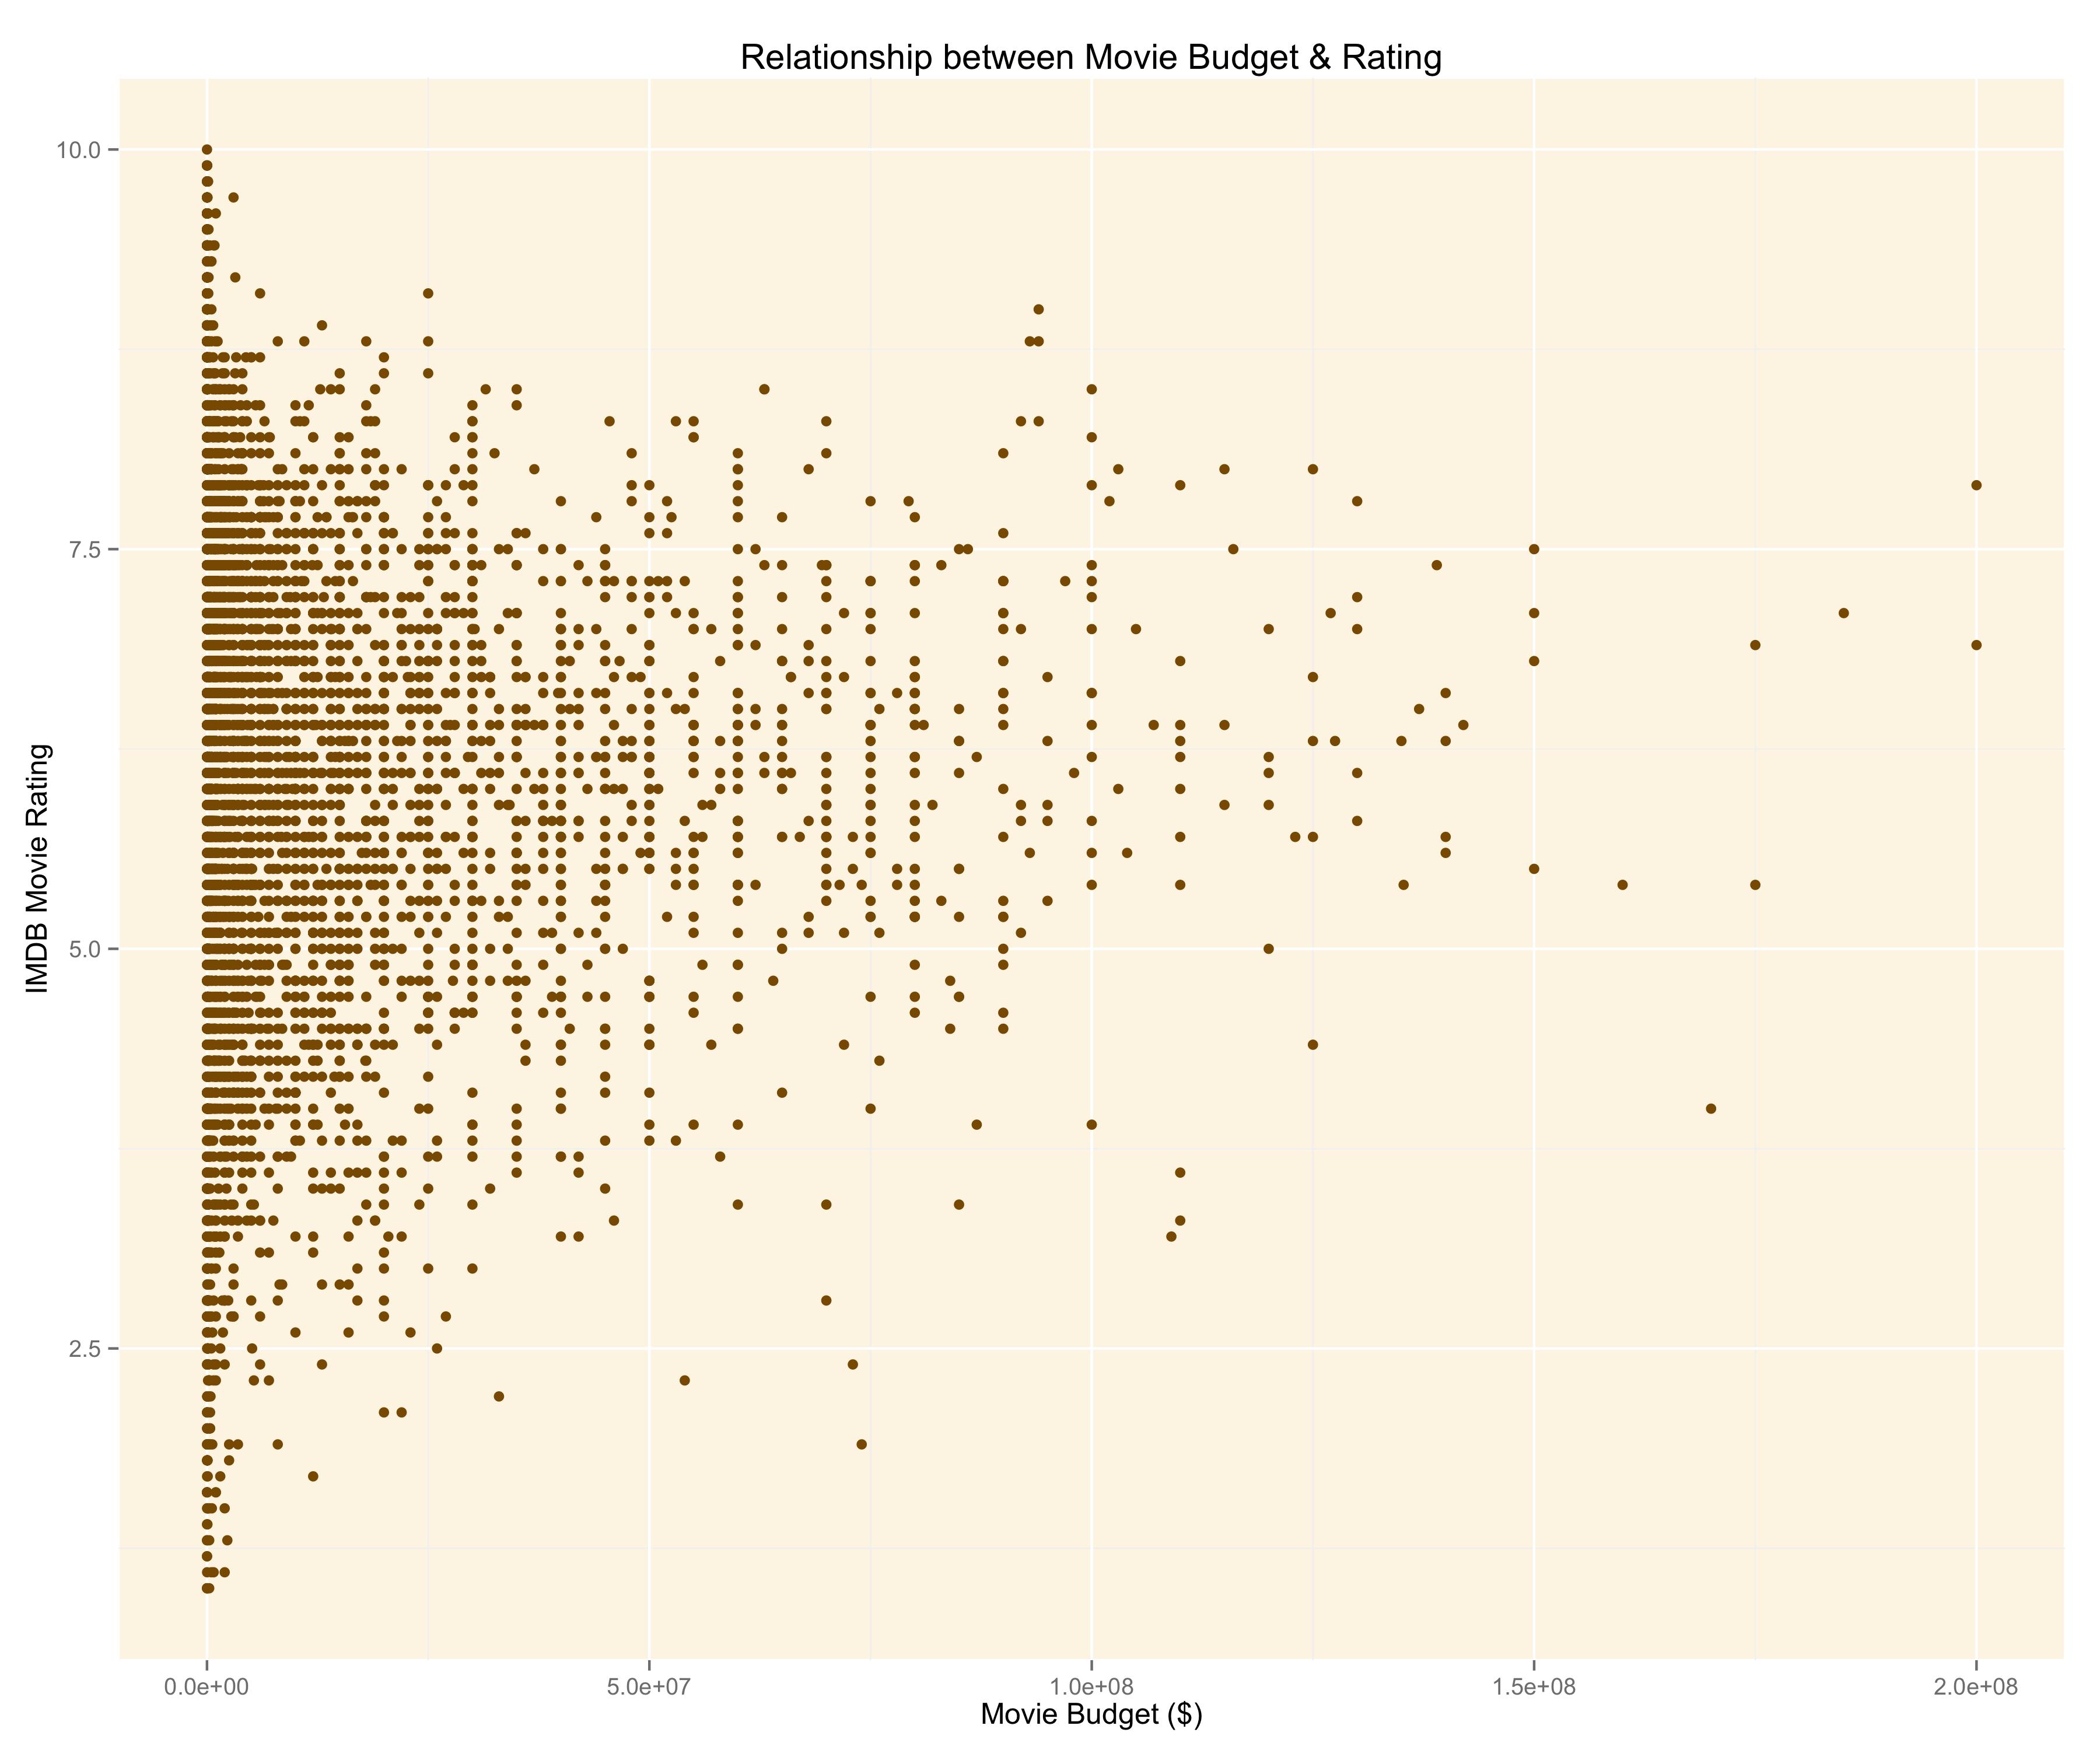 Relationship between Movie Budget & Rating
IMDB Movie Rating
10.0
7.5
5.0
2.5
0.0e+00
5.0e+07
1.0e+08
1.5e+08
2.0e+08
Movie Budget ($)